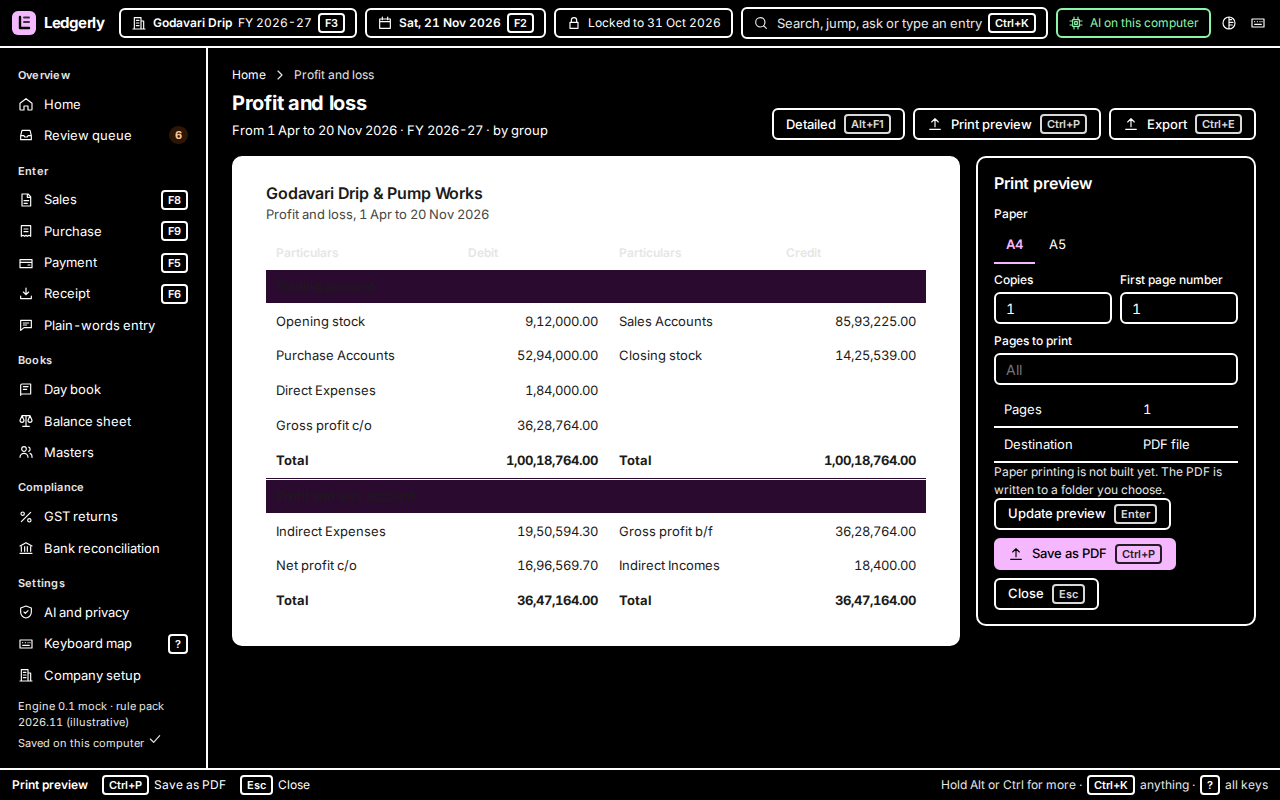 Ledgerly
Godavari Drip FY 2026-27 F3
Sat, 21 Nov 2026 F2
Locked to 31 Oct 2026
Search, jump, ask or type an entry Ctrl+K
AI on this computer
Overview
Home
Review queue 6
Enter
Sales F8
Purchase F9
Payment F5
Receipt F6
Plain-words entry
Books
Day book
Balance sheet
Masters
Compliance
GST returns
Bank reconciliation
Settings
AI and privacy
Keyboard map ?
Company setup
Engine 0.1 mock · rule pack
2026.11 (illustrative)
Saved on this computer
Home Profit and loss
Profit and loss
From 1 Apr to 20 Nov 2026 · FY 2026-27 · by group
Detailed Alt+F1
Print preview Ctrl+P
Export Ctrl+E
Godavari Drip & Pump Works
Profit and loss, 1 Apr to 20 Nov 2026
Particulars Debit Particulars Credit
Opening stock 9,12,000.00 Sales Accounts 85,93,225.00
Purchase Accounts 52,94,000.00 Closing stock 14,25,539.00
Direct Expenses 1,84,000.00
Gross profit c/o 36,28,764.00
Total 1,00,18,764.00 Total 1,00,18,764.00
Indirect Expenses 19,50,594.30 Gross profit b/f 36,28,764.00
Net profit c/o 16,96,569.70 Indirect Incomes 18,400.00
Total 36,47,164.00 Total 36,47,164.00
Print preview
Paper
A4 A5
Copies First page number
1 1
Pages to print
All
Pages 1
Destination PDF file
Paper printing is not built yet. The PDF is
written to a folder you choose.
Update preview Enter
Save as PDF Ctrl+P
Close Esc
Print preview Ctrl+P Save as PDF Esc Close
Hold Alt or Ctrl for more · Ctrl+K anything · ? all keys